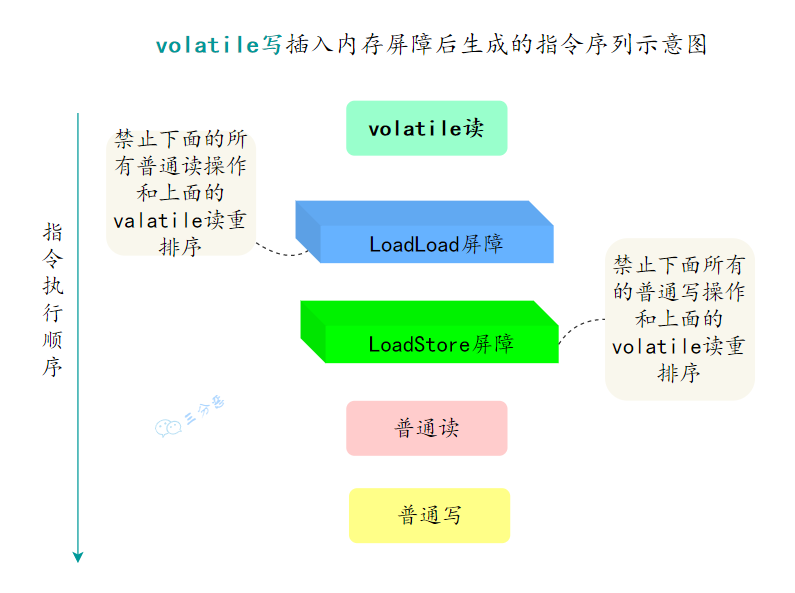 volatile写插入内存屏障后生成的指令序列示意图
volatile读
禁止下面的所
有普通读操作
和上面的
valatile读重
排序
指
令
执
行
顺
序
LoadLoad屏障
禁止下面所有
的普通写操作
和上面的
volatile读重
排序
LoadStore屏障
三分恶
普通读
普通写